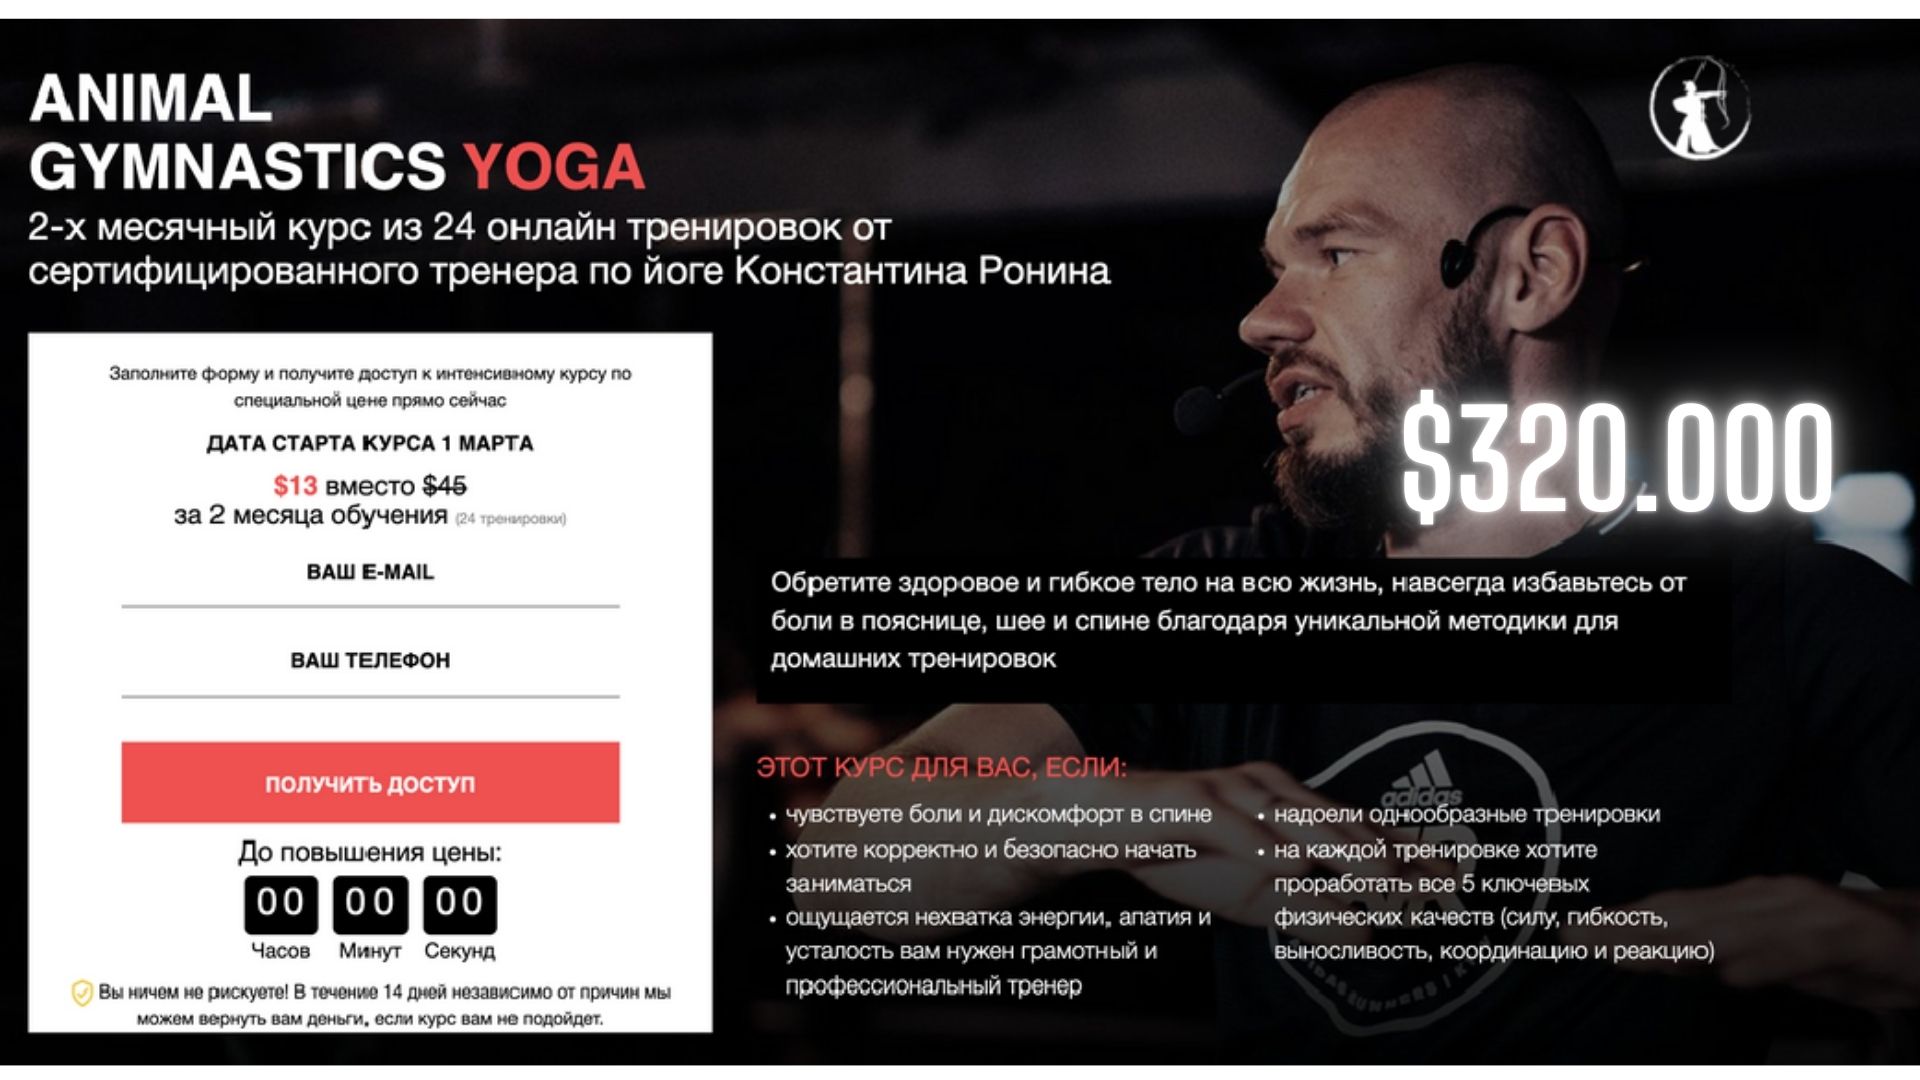 ANIMAL
GYMNASTICS YOGA
2-х месячный курс из 24 онлайн тренировок от
сертифицированного тренера по йоге Константина Ронина
Заполните форму и получите доступ к интенсивному курсу по
специальной цене прямо сейчас
ДАТА СТАРТА КУРСА 1 МАРТА
$13 вместо $45
за 2 месяца обучения (24 тренировки)
ВАШ E-MAIL
ВАШ ТЕЛЕФОН
ПОЛУЧИТЬ ДОСТУП
До повышения цены:
00 00 00
Часов Минут Секунд
Вы ничем не рискуете! В течение 14 дней независимо от причин мы
можем вернуть вам деньги, если курс вам не подойдет.
$320.000
Обретите здоровое и гибкое тело на всю жизнь, навсегда избавьтесь от
боли в пояснице, шее и спине благодаря уникальной методики для
домашних тренировок
ЭТОТ КУРС ДЛЯ ВАС, ЕСЛИ:
• чувствуете боли и дискомфорт в спине
• хотите корректно и безопасно начать
заниматься
• ощущается нехватка энергии, апатия и
усталость вам нужен грамотный и
профессиональный тренер
• надоели однообразные тренировки
• на каждой тренировке хотите
проработать все 5 ключевых
физических качеств (силу, гибкость,
выносливость, координацию и реакцию)
adidas